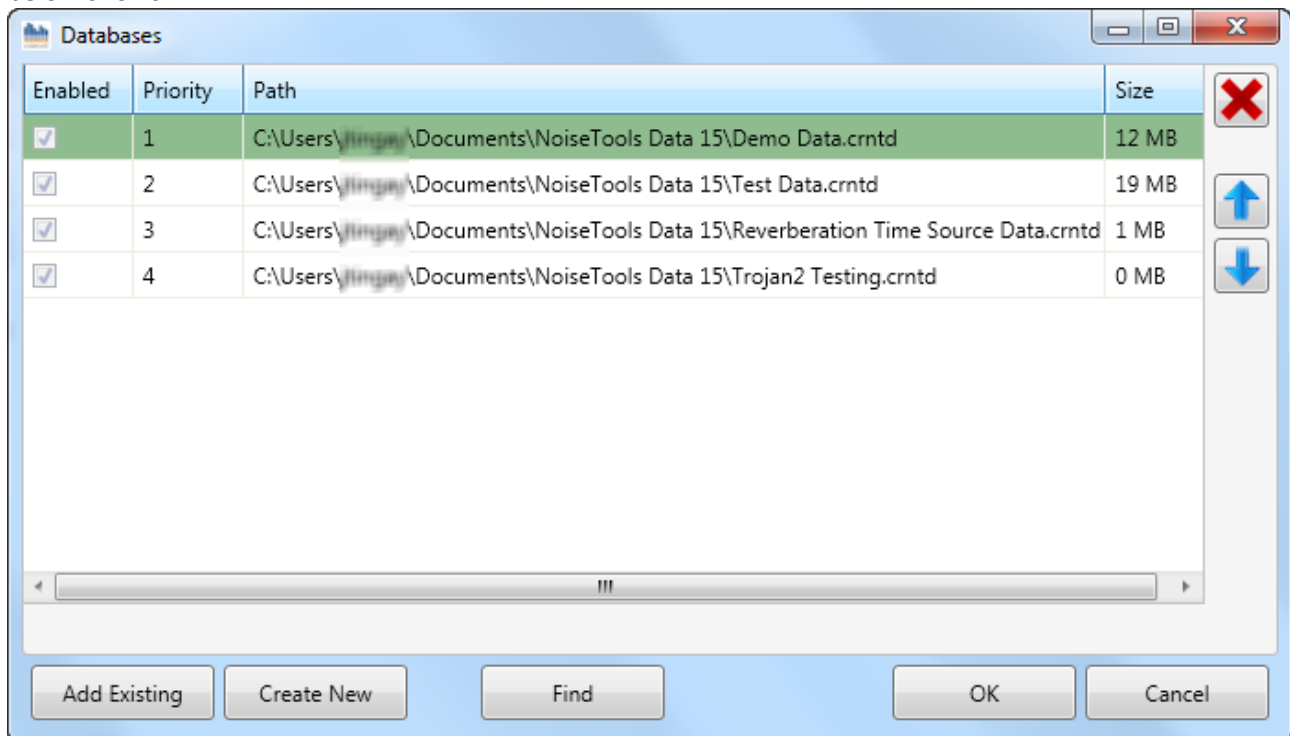 Databases
Enabled Priority Path Size
1 C:\Users\ \Documents\NoiseTools Data 15\Demo Data.crntd 12 MB
2 C:\Users\ \Documents\NoiseTools Data 15\Test Data.crntd 19 MB
3 C:\Users\ \Documents\NoiseTools Data 15\Reverberation Time Source Data.crntd 1 MB
4 C:\Users\ \Documents\NoiseTools Data 15\Trojan2 Testing.crntd 0 MB
Add Existing Create New Find OK Cancel